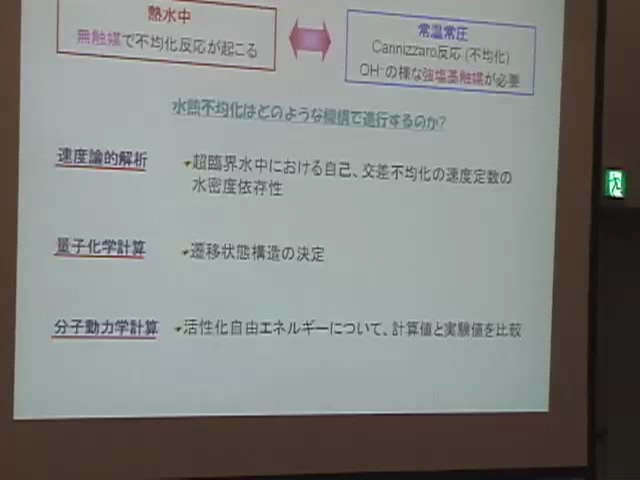 熱水中
無触媒で不均化反応が起こる
常温常圧
Cannizzaro反応 (不均化)
OH⁻の様な強塩基触媒が必要
水熱不均化はどのような機構で進行するのか?
速度論的解析
超臨界水中における自己、交差不均化の速度定数の
水密度依存性
量子化学計算
遷移状態構造の決定
分子動力学計算
活性化自由エネルギーについて、計算値と実験値を比較